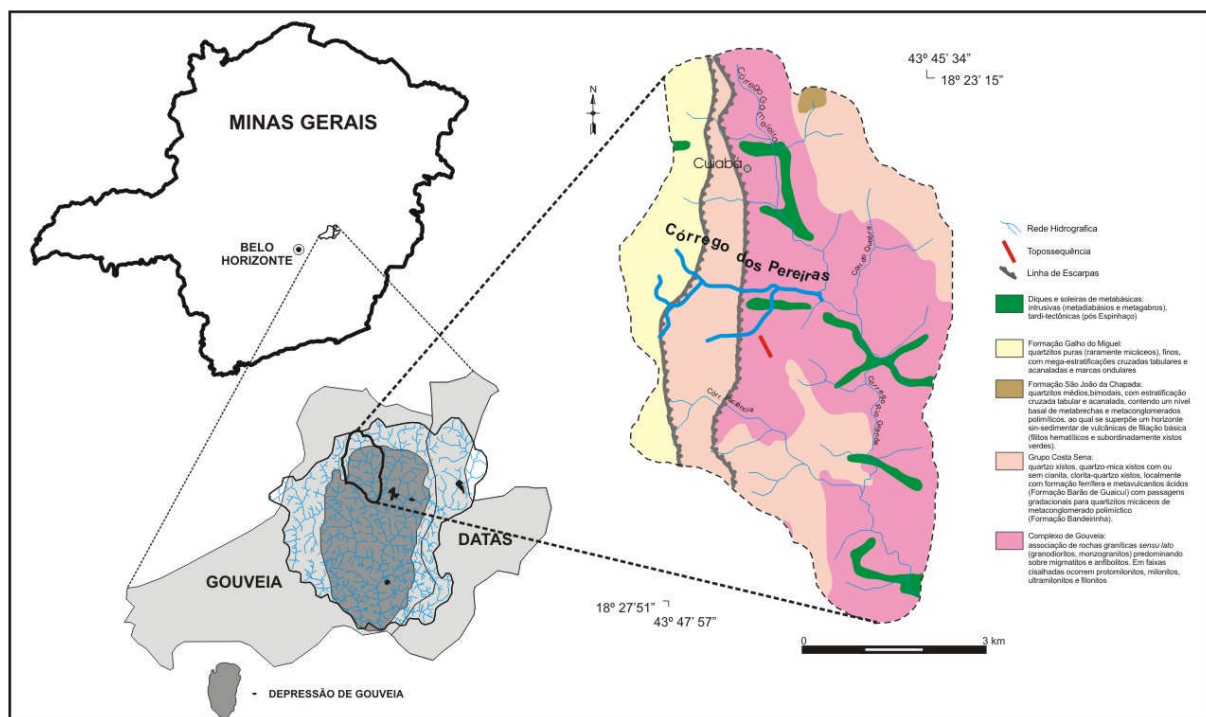 MINAS GERAIS
BELO
HORIZONTE
GOUVEIA
DATAS
- DEPRESSÃO DE GOUVEIA
N
43º 45' 34"
18º 23' 15"
Córrego Gameleira
Cuiabá
Córrego dos Pereiras
Córrego Rio Grande
18º 27'51"
43º 47' 57"
0 3 km
Rede Hidrografica
Topossequência
Linha de Escarpas
Diques e soleiras de metabásicas:
intrusivas (metadiabásios e metagabros),
tardi-tectônicas (pós Espinhaço)
Formação Galho do Miguel:
quartzitos puras (raramente micáceos), finos,
com mega-estratificações cruzadas tabulares e
acanaladas e marcas ondulares
Formação São João da Chapada:
quartzitos médios,bimodais, com estratificação
cruzada tabular e acanalada, contendo um nível
basal de metabrechas e metaconglomerados
polimíticos, ao qual se superpõe um horizonte
sin-sedimentar de vulcânicas de filiação básica
(filitos hematíticos e subordinadamente xistos
verdes).
Grupo Costa Sena:
quartzo xistos, quartzo-mica xistos com ou
sem cianita, clorita-quartzo xistos, localmente
com formação ferrífera e metavulcanitos ácidos
(Formação Barão de Guaicuí) com passagens
gradacionais para quartzitos micáceos de
metaconglomerado polimíctico
(Formação Bandeirinha).
Complexo de Gouveia:
associação de rochas graníticas sensu lato
(granodioritos, monzogranitos) predominando
sobre migmatitos e anfibolitos. Em faixas
cisalhadas ocorrem protomilonitos, milonitos,
ultramilonitos e filonitos